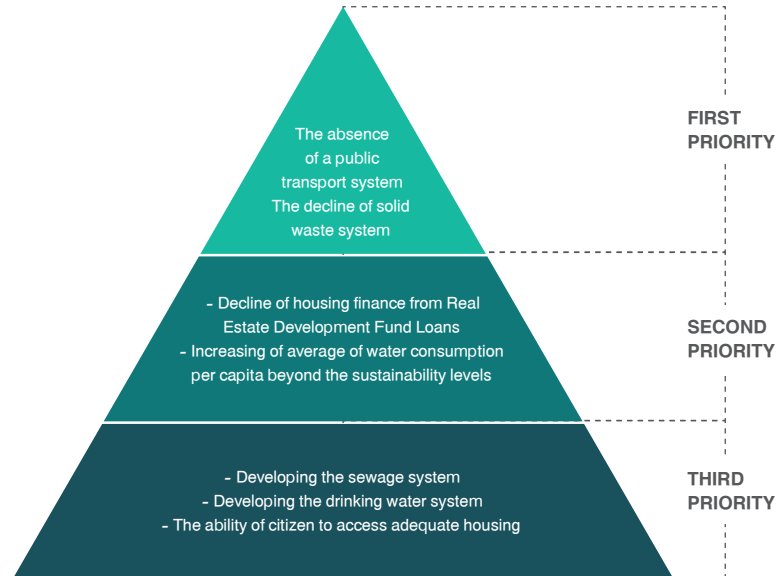 The absence
of a public
transport system
The decline of solid
waste system
FIRST
PRIORITY
- Decline of housing finance from Real
Estate Development Fund Loans
- Increasing of average of water consumption
per capita beyond the sustainability levels
SECOND
PRIORITY
- Developing the sewage system
- Developing the drinking water system
- The ability of citizen to access adequate housing
THIRD
PRIORITY